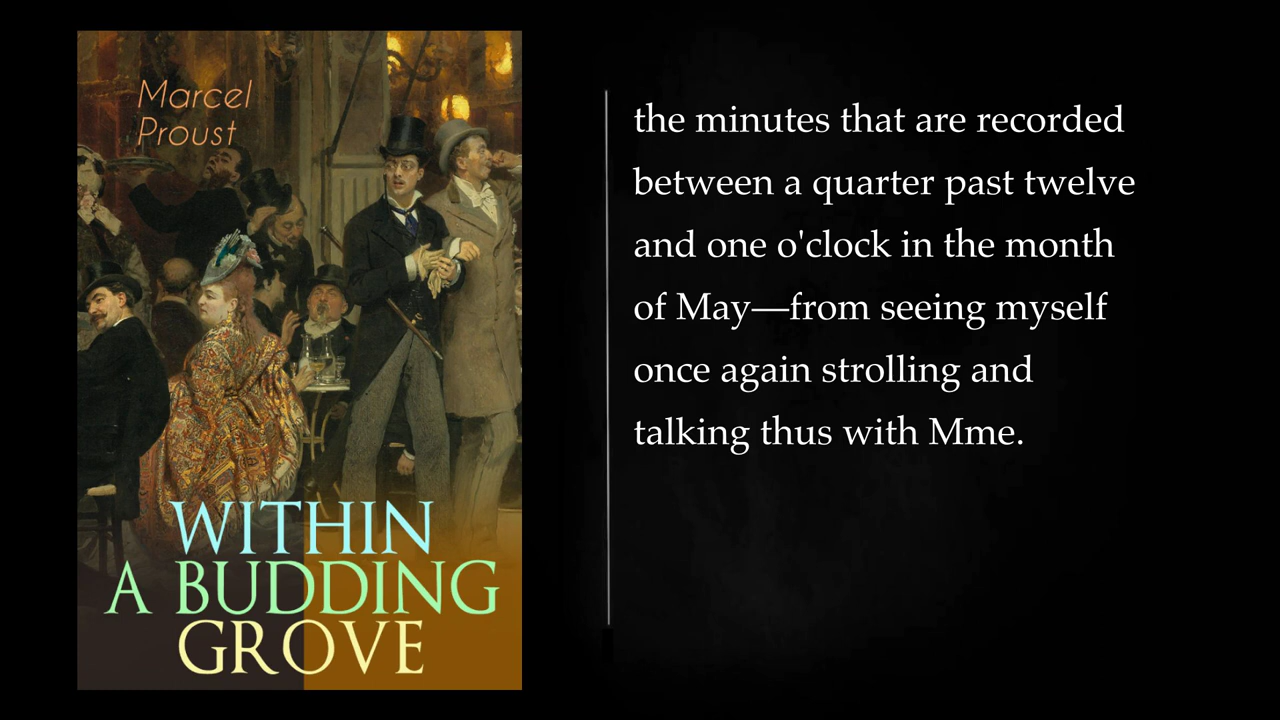 Marcel
Proust
WITHIN
A BUDDING
GROVE
the minutes that are recorded
between a quarter past twelve
and one o'clock in the month
of May—from seeing myself
once again strolling and
talking thus with Mme.